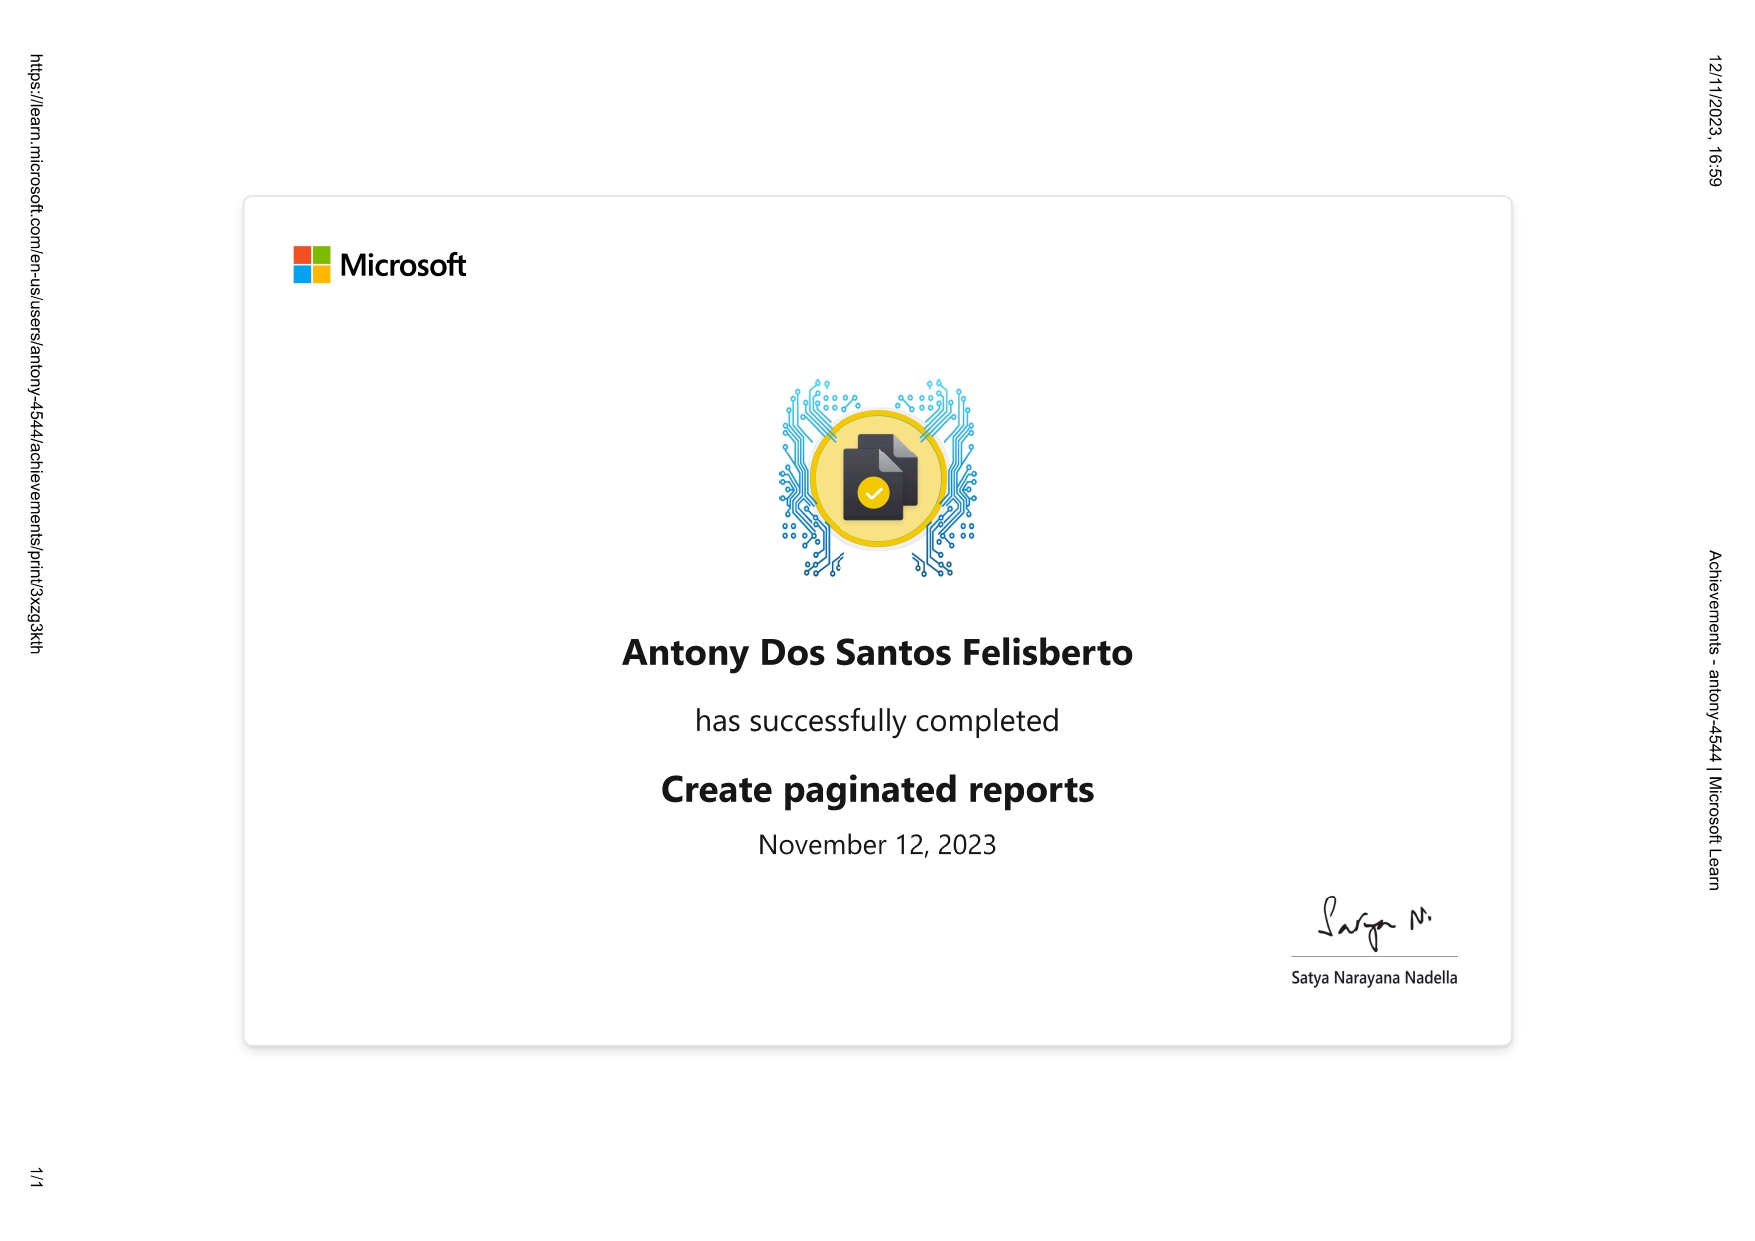 12/11/2023, 16:59
Achievements - antony-4544 | Microsoft Learn
Microsoft
Antony Dos Santos Felisberto
has successfully completed
Create paginated reports
November 12, 2023
Satya N.
Satya Narayana Nadella
https://learn.microsoft.com/en-us/users/antony-4544/achievements/print/3xzg3kth
1/1